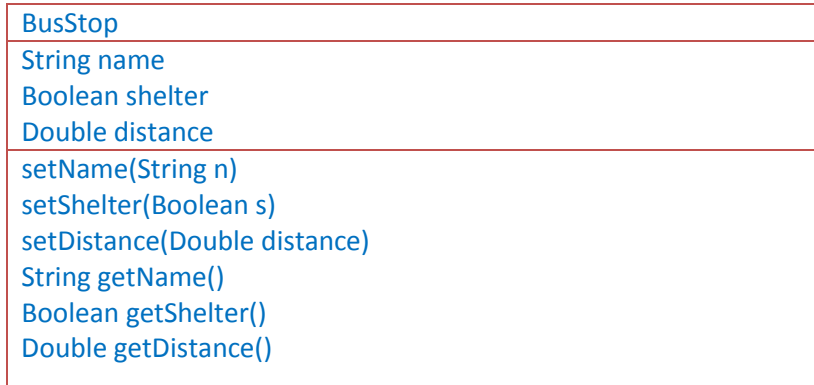 BusStop
String name
Boolean shelter
Double distance
setName(String n)
setShelter(Boolean s)
setDistance(Double distance)
String getName()
Boolean getShelter()
Double getDistance()